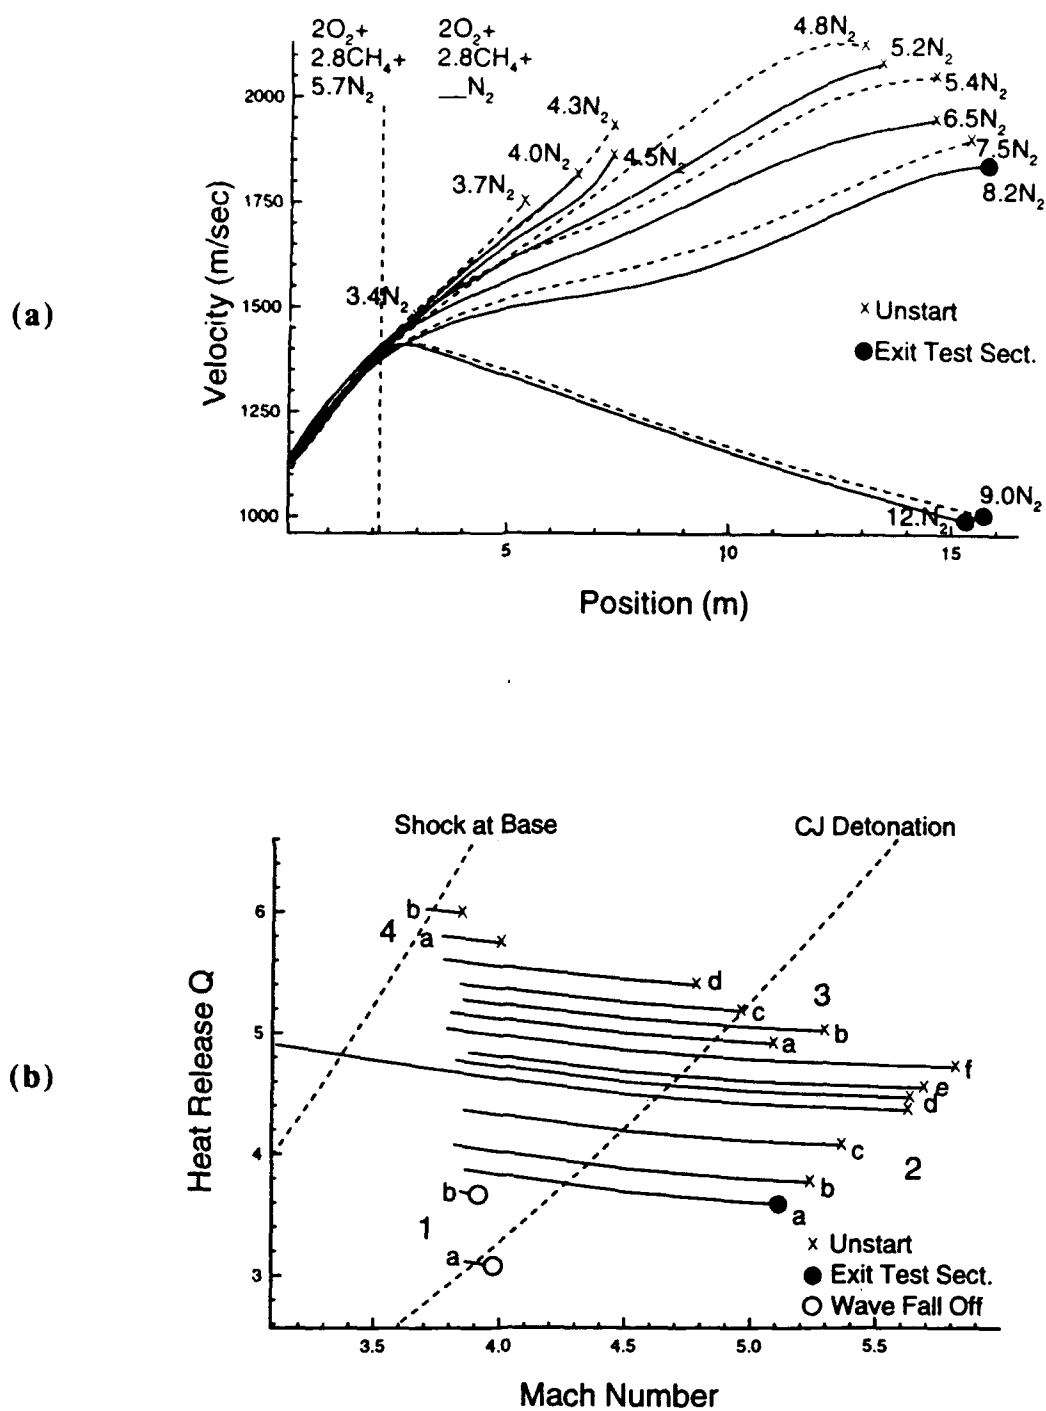 2O₂+ 2O₂+
2.8CH₄+ 2.8CH₄+
5.7N₂ __N₂
4.8N₂
5.2N₂
5.4N₂
4.3N₂
6.5N₂
4.0N₂
4.5N₂
7.5N₂
3.7N₂
8.2N₂
3.4N₂
9.0N₂
12.N₂
2000
1750
1500
1250
1000
Velocity (m/sec)
(a)
× Unstart
● Exit Test Sect.
5 10 15
Position (m)
Shock at Base
CJ Detonation
6
5
4
3
Heat Release Q
(b)
b
4 a
d
c 3
b
a
f
e
d
c 2
b
a
b
1
a
× Unstart
● Exit Test Sect.
○ Wave Fall Off
3.5 4.0 4.5 5.0 5.5
Mach Number